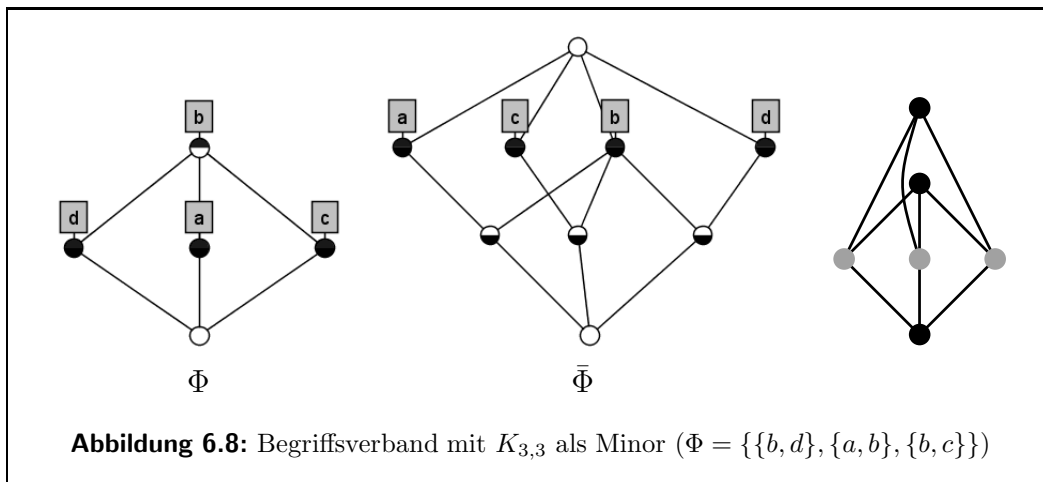 b
d a c
Φ
a c b d
Φ̄
Abbildung 6.8: Begriffsverband mit K₃,₃ als Minor (Φ = {{b, d}, {a, b}, {b, c}})